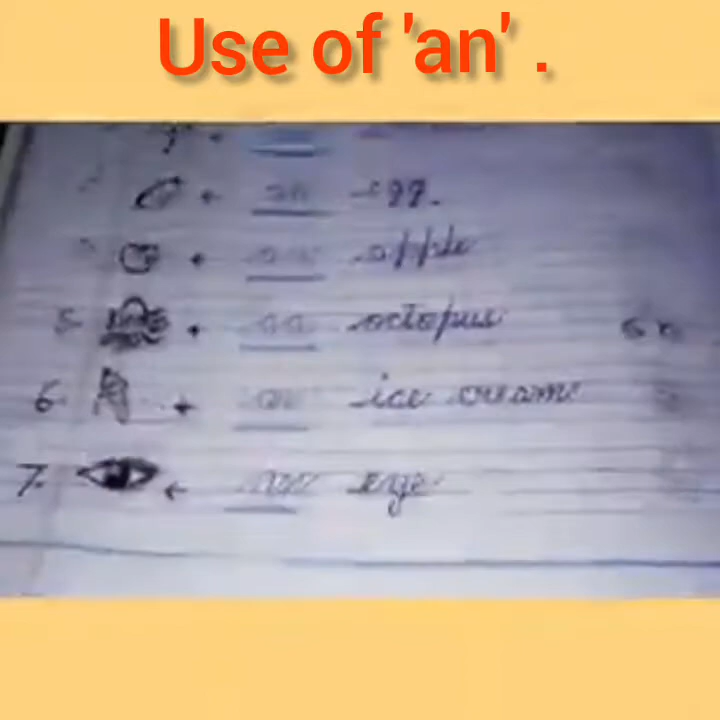 Use of 'an' .
an egg.
an apple
5. an octopus
6. an ice cream
7. an eye